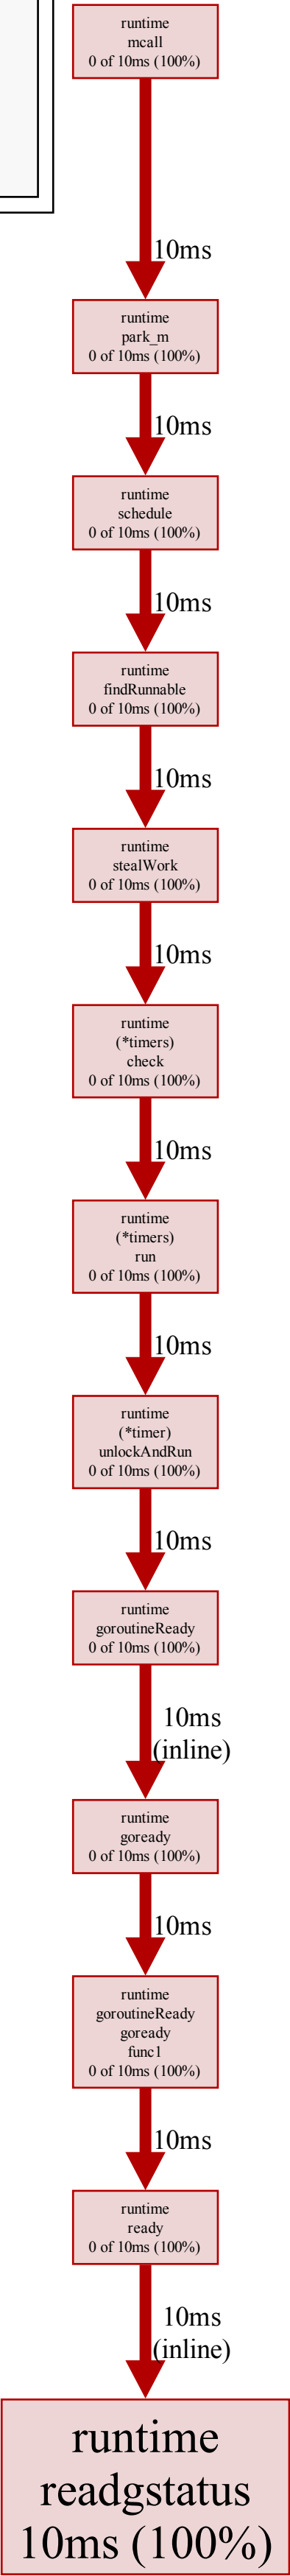 runtime
mcall
0 of 10ms (100%)
10ms
runtime
park_m
0 of 10ms (100%)
10ms
runtime
schedule
0 of 10ms (100%)
10ms
runtime
findRunnable
0 of 10ms (100%)
10ms
runtime
stealWork
0 of 10ms (100%)
10ms
runtime
(*timers)
check
0 of 10ms (100%)
10ms
runtime
(*timers)
run
0 of 10ms (100%)
10ms
runtime
(*timer)
unlockAndRun
0 of 10ms (100%)
10ms
runtime
goroutineReady
0 of 10ms (100%)
10ms
(inline)
runtime
goready
0 of 10ms (100%)
10ms
runtime
goroutineReady
goready
func1
0 of 10ms (100%)
10ms
runtime
ready
0 of 10ms (100%)
10ms
(inline)
runtime
readgstatus
10ms (100%)